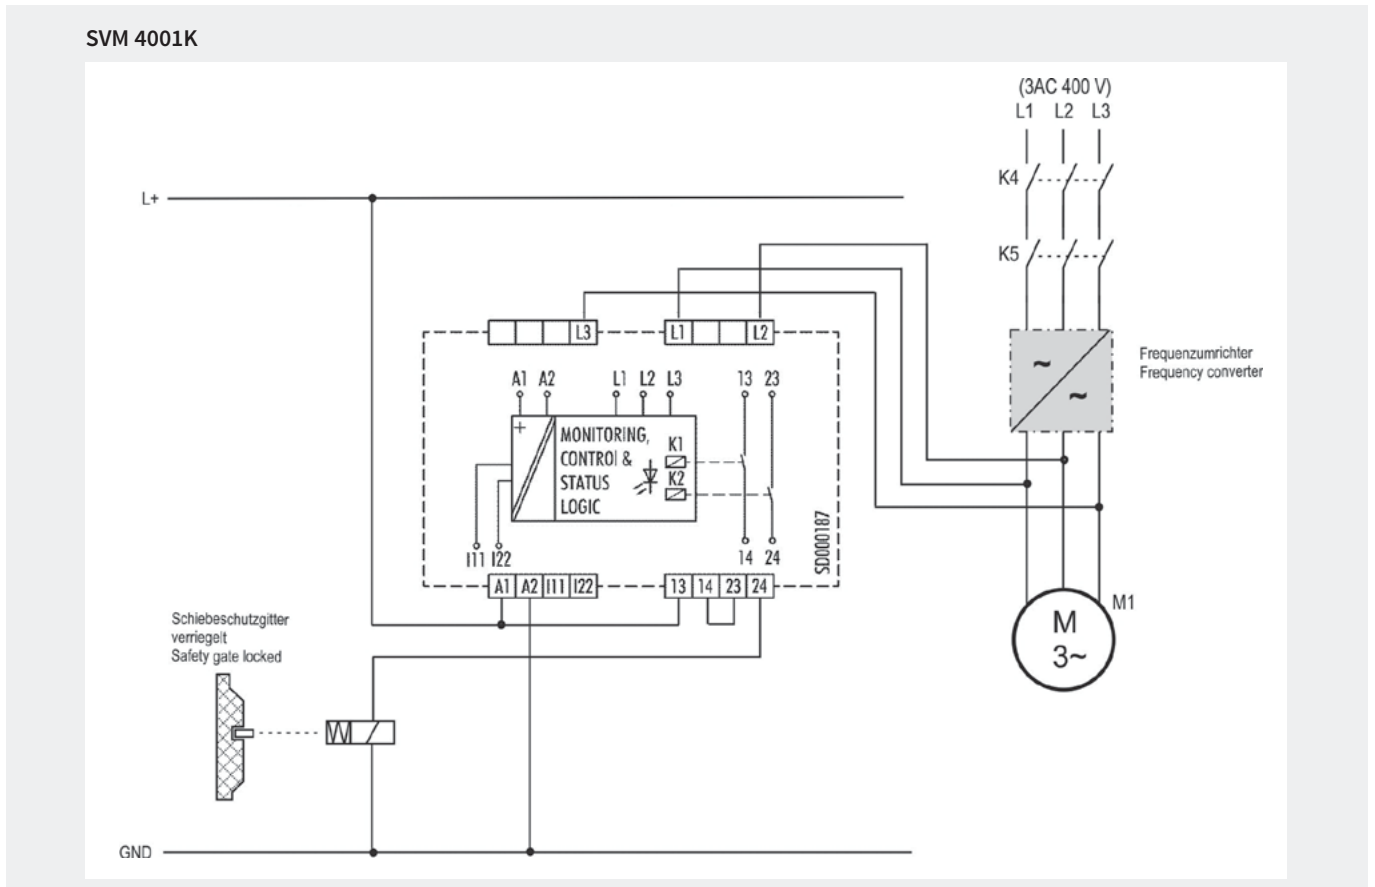 SVM 4001K
(3AC 400 V)
L1 L2 L3
K4
L+
K5
L3 L1 L2
Frequenzumrichter
Frequency converter
~
~
A1 A2 L1 L2 L3 13 23
+
MONITORING,
CONTROl &
STATUS
LOGIC
K1
K2
I11 I22
14 24
SD000187
A1 A2 I11 I22 13 14 23 24
M1
M
3~
Schiebeschutzgitter
verriegelt
Safety gate locked
GND